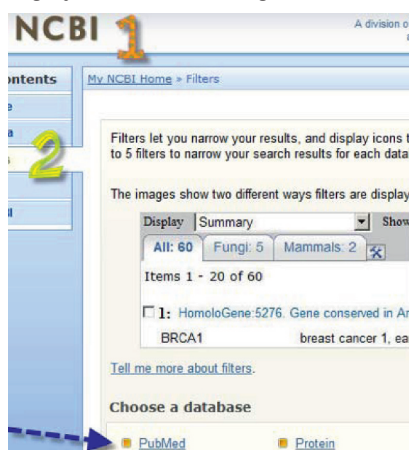 NCBI 1
A division o
ontents
My NCBI Home » Filters
e
a
s 2
Filters let you narrow your results, and display icons t
to 5 filters to narrow your search results for each data
The images show two different ways filters are display
I
Display Summary Show
All: 60 Fungi: 5 Mammals: 2
Items 1 - 20 of 60
1: HomoloGene:5276. Gene conserved in Am
BRCA1 breast cancer 1, ea
Tell me more about filters.
Choose a database
PubMed Protein